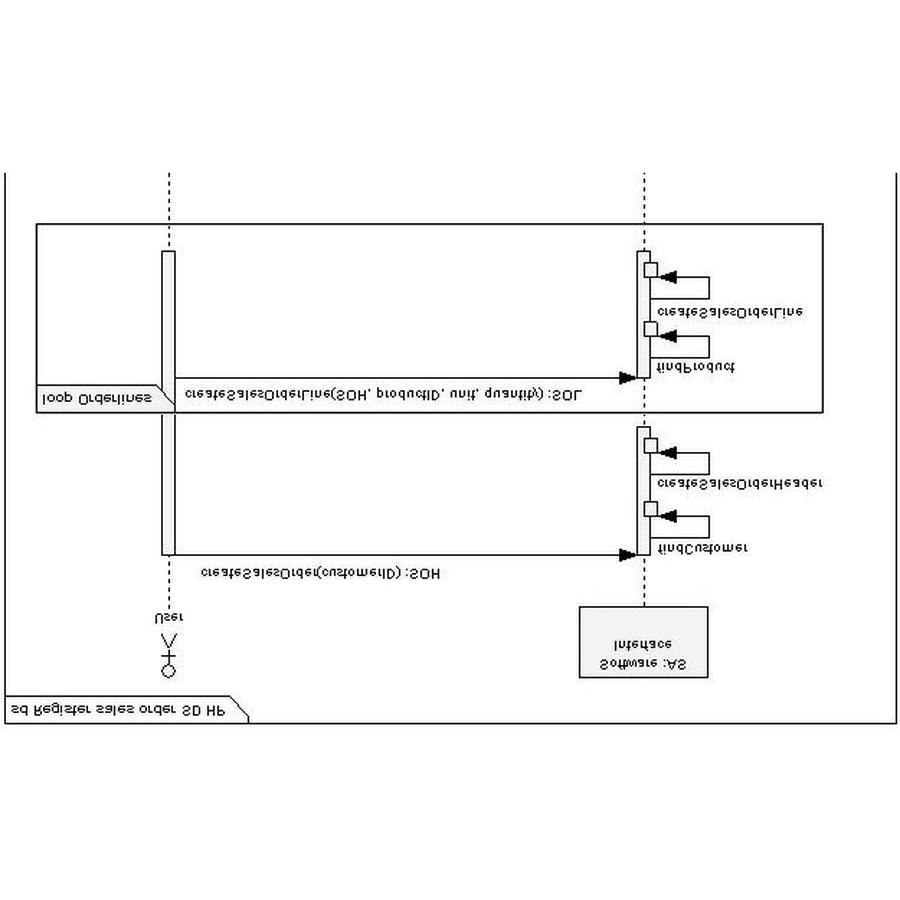 sd Register sales order SD HP
Software :AS
Interface
User
createSalesOrder(customerID) :SOH
findCustomer
createSalesOrderHeader
loop Orderlines
createSalesOrderLine(SOH, productID, unit, quantity) :SOL
findProduct
createSalesOrderLine